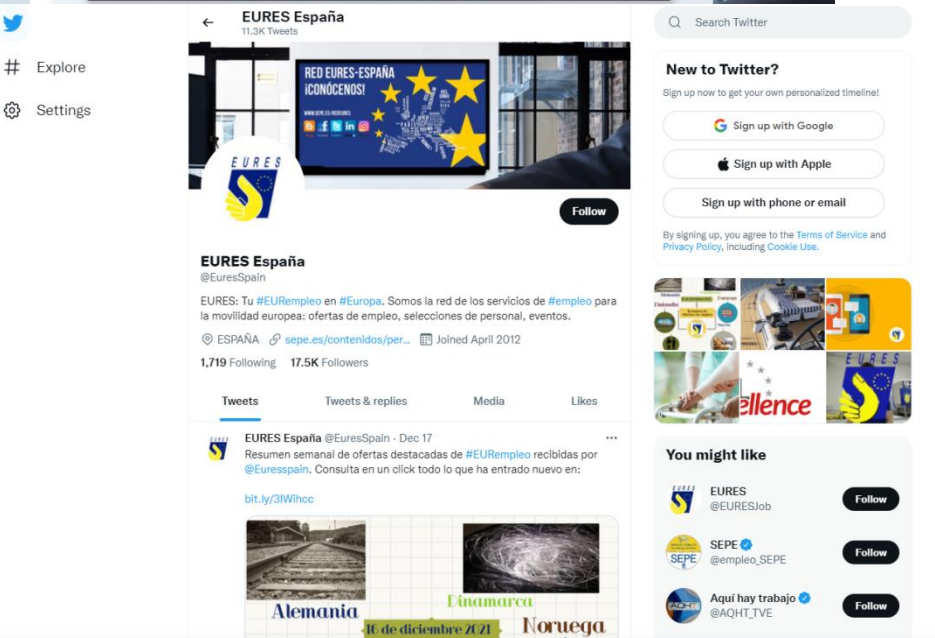 EURES España
11.3K Tweets
Explore
Settings
RED EURES-ESPAÑA
¡CONÓCENOS!
EURES
Follow
EURES España
@EuresSpain
EURES: Tu #EURempleo en #Europa. Somos la red de los servicios de #empleo para
la movilidad europea: ofertas de empleo, selecciones de personal, eventos.
ESPAÑA sepe.es/contenidos/per... Joined April 2012
1,719 Following 17.5K Followers
Tweets Tweets & replies Media Likes
EURES España @EuresSpain · Dec 17
Resumen semanal de ofertas destacadas de #EURempleo recibidas por
@Euresspain. Consulta en un click todo lo que ha entrado nuevo en:
bit.ly/3IWihcc
Alemania
Dinamarca
16 de diciembre 2021
Noruega
Search Twitter
New to Twitter?
Sign up now to get your own personalized timeline!
Sign up with Google
Sign up with Apple
Sign up with phone or email
By signing up, you agree to the Terms of Service and
Privacy Policy, including Cookie Use.
ellence
EURES
You might like
EURES
@EURESJob
Follow
SEPE
SEPE
@empleo_SEPE
Follow
AQHT
Aquí hay trabajo
@AQHT_TVE
Follow